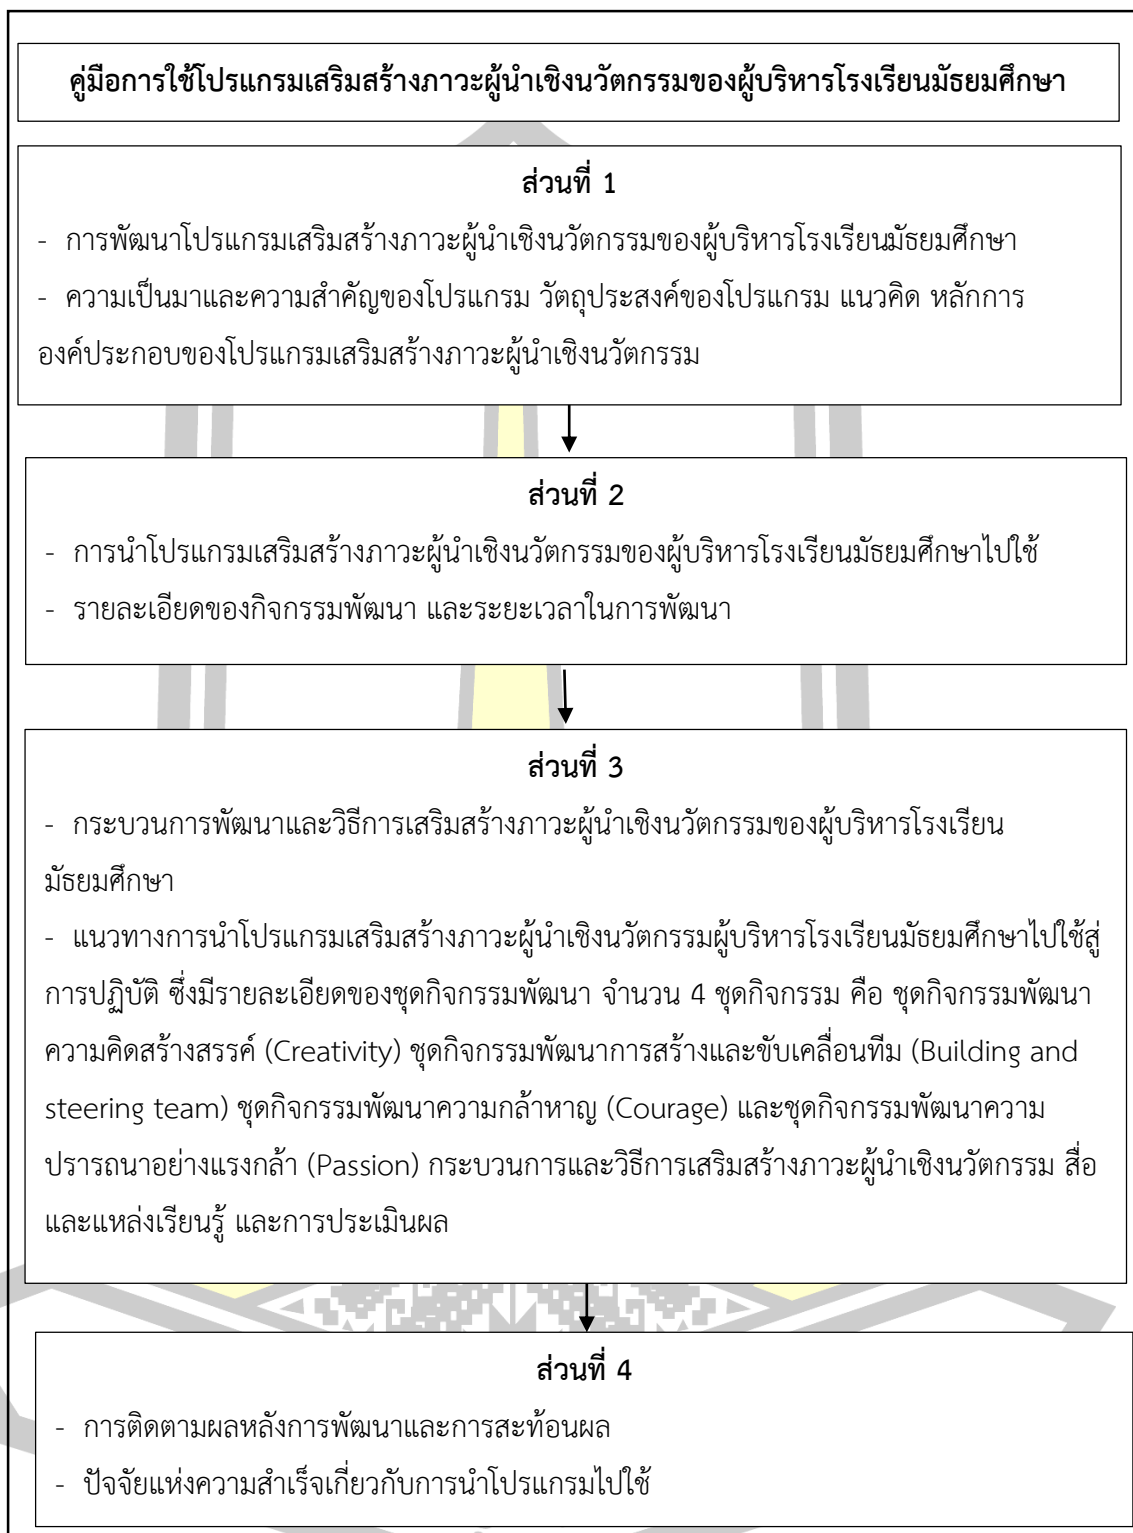 คู่มือการใช้โปรแกรมเสริมสร้างภาวะผู้นำเชิงนวัตกรรมของผู้บริหารโรงเรียนมัธยมศึกษา
ส่วนที่ 1
- การพัฒนาโปรแกรมเสริมสร้างภาวะผู้นำเชิงนวัตกรรมของผู้บริหารโรงเรียนมัธยมศึกษา
- ความเป็นมาและความสำคัญของโปรแกรม วัตถุประสงค์ของโปรแกรม แนวคิด หลักการ
องค์ประกอบของโปรแกรมเสริมสร้างภาวะผู้นำเชิงนวัตกรรม
ส่วนที่ 2
- การนำโปรแกรมเสริมสร้างภาวะผู้นำเชิงนวัตกรรมของผู้บริหารโรงเรียนมัธยมศึกษาไปใช้
- รายละเอียดของกิจกรรมพัฒนา และระยะเวลาในการพัฒนา
ส่วนที่ 3
- กระบวนการพัฒนาและวิธีการเสริมสร้างภาวะผู้นำเชิงนวัตกรรมของผู้บริหารโรงเรียน
มัธยมศึกษา
- แนวทางการนำโปรแกรมเสริมสร้างภาวะผู้นำเชิงนวัตกรรมผู้บริหารโรงเรียนมัธยมศึกษาไปใช้สู่
การปฏิบัติ ซึ่งมีรายละเอียดของชุดกิจกรรมพัฒนา จำนวน 4 ชุดกิจกรรม คือ ชุดกิจกรรมพัฒนา
ความคิดสร้างสรรค์ (Creativity) ชุดกิจกรรมพัฒนาการสร้างและขับเคลื่อนทีม (Building and
steering team) ชุดกิจกรรมพัฒนาความกล้าหาญ (Courage) และชุดกิจกรรมพัฒนาความ
ปรารถนาอย่างแรงกล้า (Passion) กระบวนการและวิธีการเสริมสร้างภาวะผู้นำเชิงนวัตกรรม สื่อ
และแหล่งเรียนรู้ และการประเมินผล
ส่วนที่ 4
- การติดตามผลหลังการพัฒนาและการสะท้อนผล
- ปัจจัยแห่งความสำเร็จเกี่ยวกับการนำโปรแกรมไปใช้